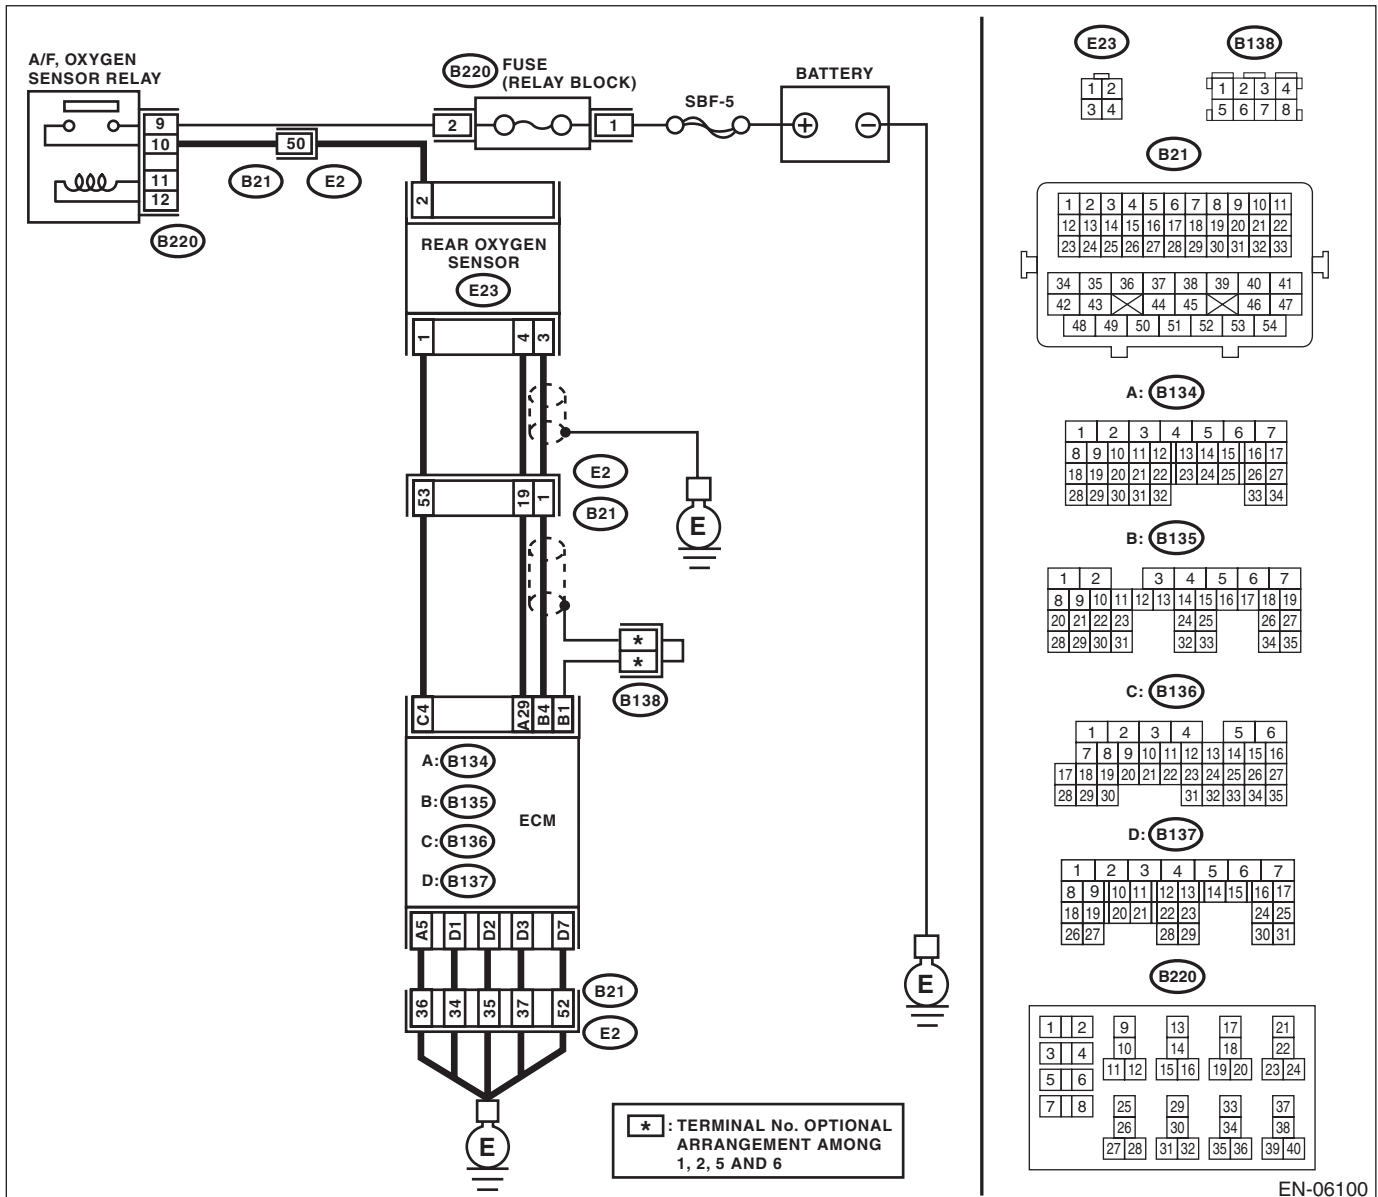 A/F, OXYGEN
SENSOR RELAY
9
10
11
12
B220
B21
50
E2
B220
FUSE
(RELAY BLOCK)
2
1
SBF-5
BATTERY
+
−
2
REAR OXYGEN
SENSOR
E23
1
4
3
E2
B21
53
19
1
E
*
*
B138
C4
A29
B4
B1
A: B134
B: B135
C: B136
D: B137
ECM
A5
D1
D2
D3
D7
B21
E2
36
34
35
37
52
E
E
* : TERMINAL No. OPTIONAL
ARRANGEMENT AMONG
1, 2, 5 AND 6
E23
1 2
3 4
B138
1 2 3 4
5 6 7 8
B21
1 2 3 4 5 6 7 8 9 10 11
12 13 14 15 16 17 18 19 20 21 22
23 24 25 26 27 28 29 30 31 32 33
34 35 36 37 38 39 40 41
42 43 44 45 46 47
48 49 50 51 52 53 54
A: B134
1 2 3 4 5 6 7
8 9 10 11 12 13 14 15 16 17
18 19 20 21 22 23 24 25 26 27
28 29 30 31 32 33 34
B: B135
1 2 3 4 5 6 7
8 9 10 11 12 13 14 15 16 17 18 19
20 21 22 23 24 25 26 27
28 29 30 31 32 33 34 35
C: B136
1 2 3 4 5 6
7 8 9 10 11 12 13 14 15 16
17 18 19 20 21 22 23 24 25 26 27
28 29 30 31 32 33 34 35
D: B137
1 2 3 4 5 6 7
8 9 10 11 12 13 14 15 16 17
18 19 20 21 22 23 24 25
26 27 28 29 30 31
B220
1 2 9 13 17 21
3 4 10 14 18 22
11 12 15 16 19 20 23 24
5 6
7 8 25 29 33 37
26 30 34 38
27 28 31 32 35 36 39 40
EN-06100